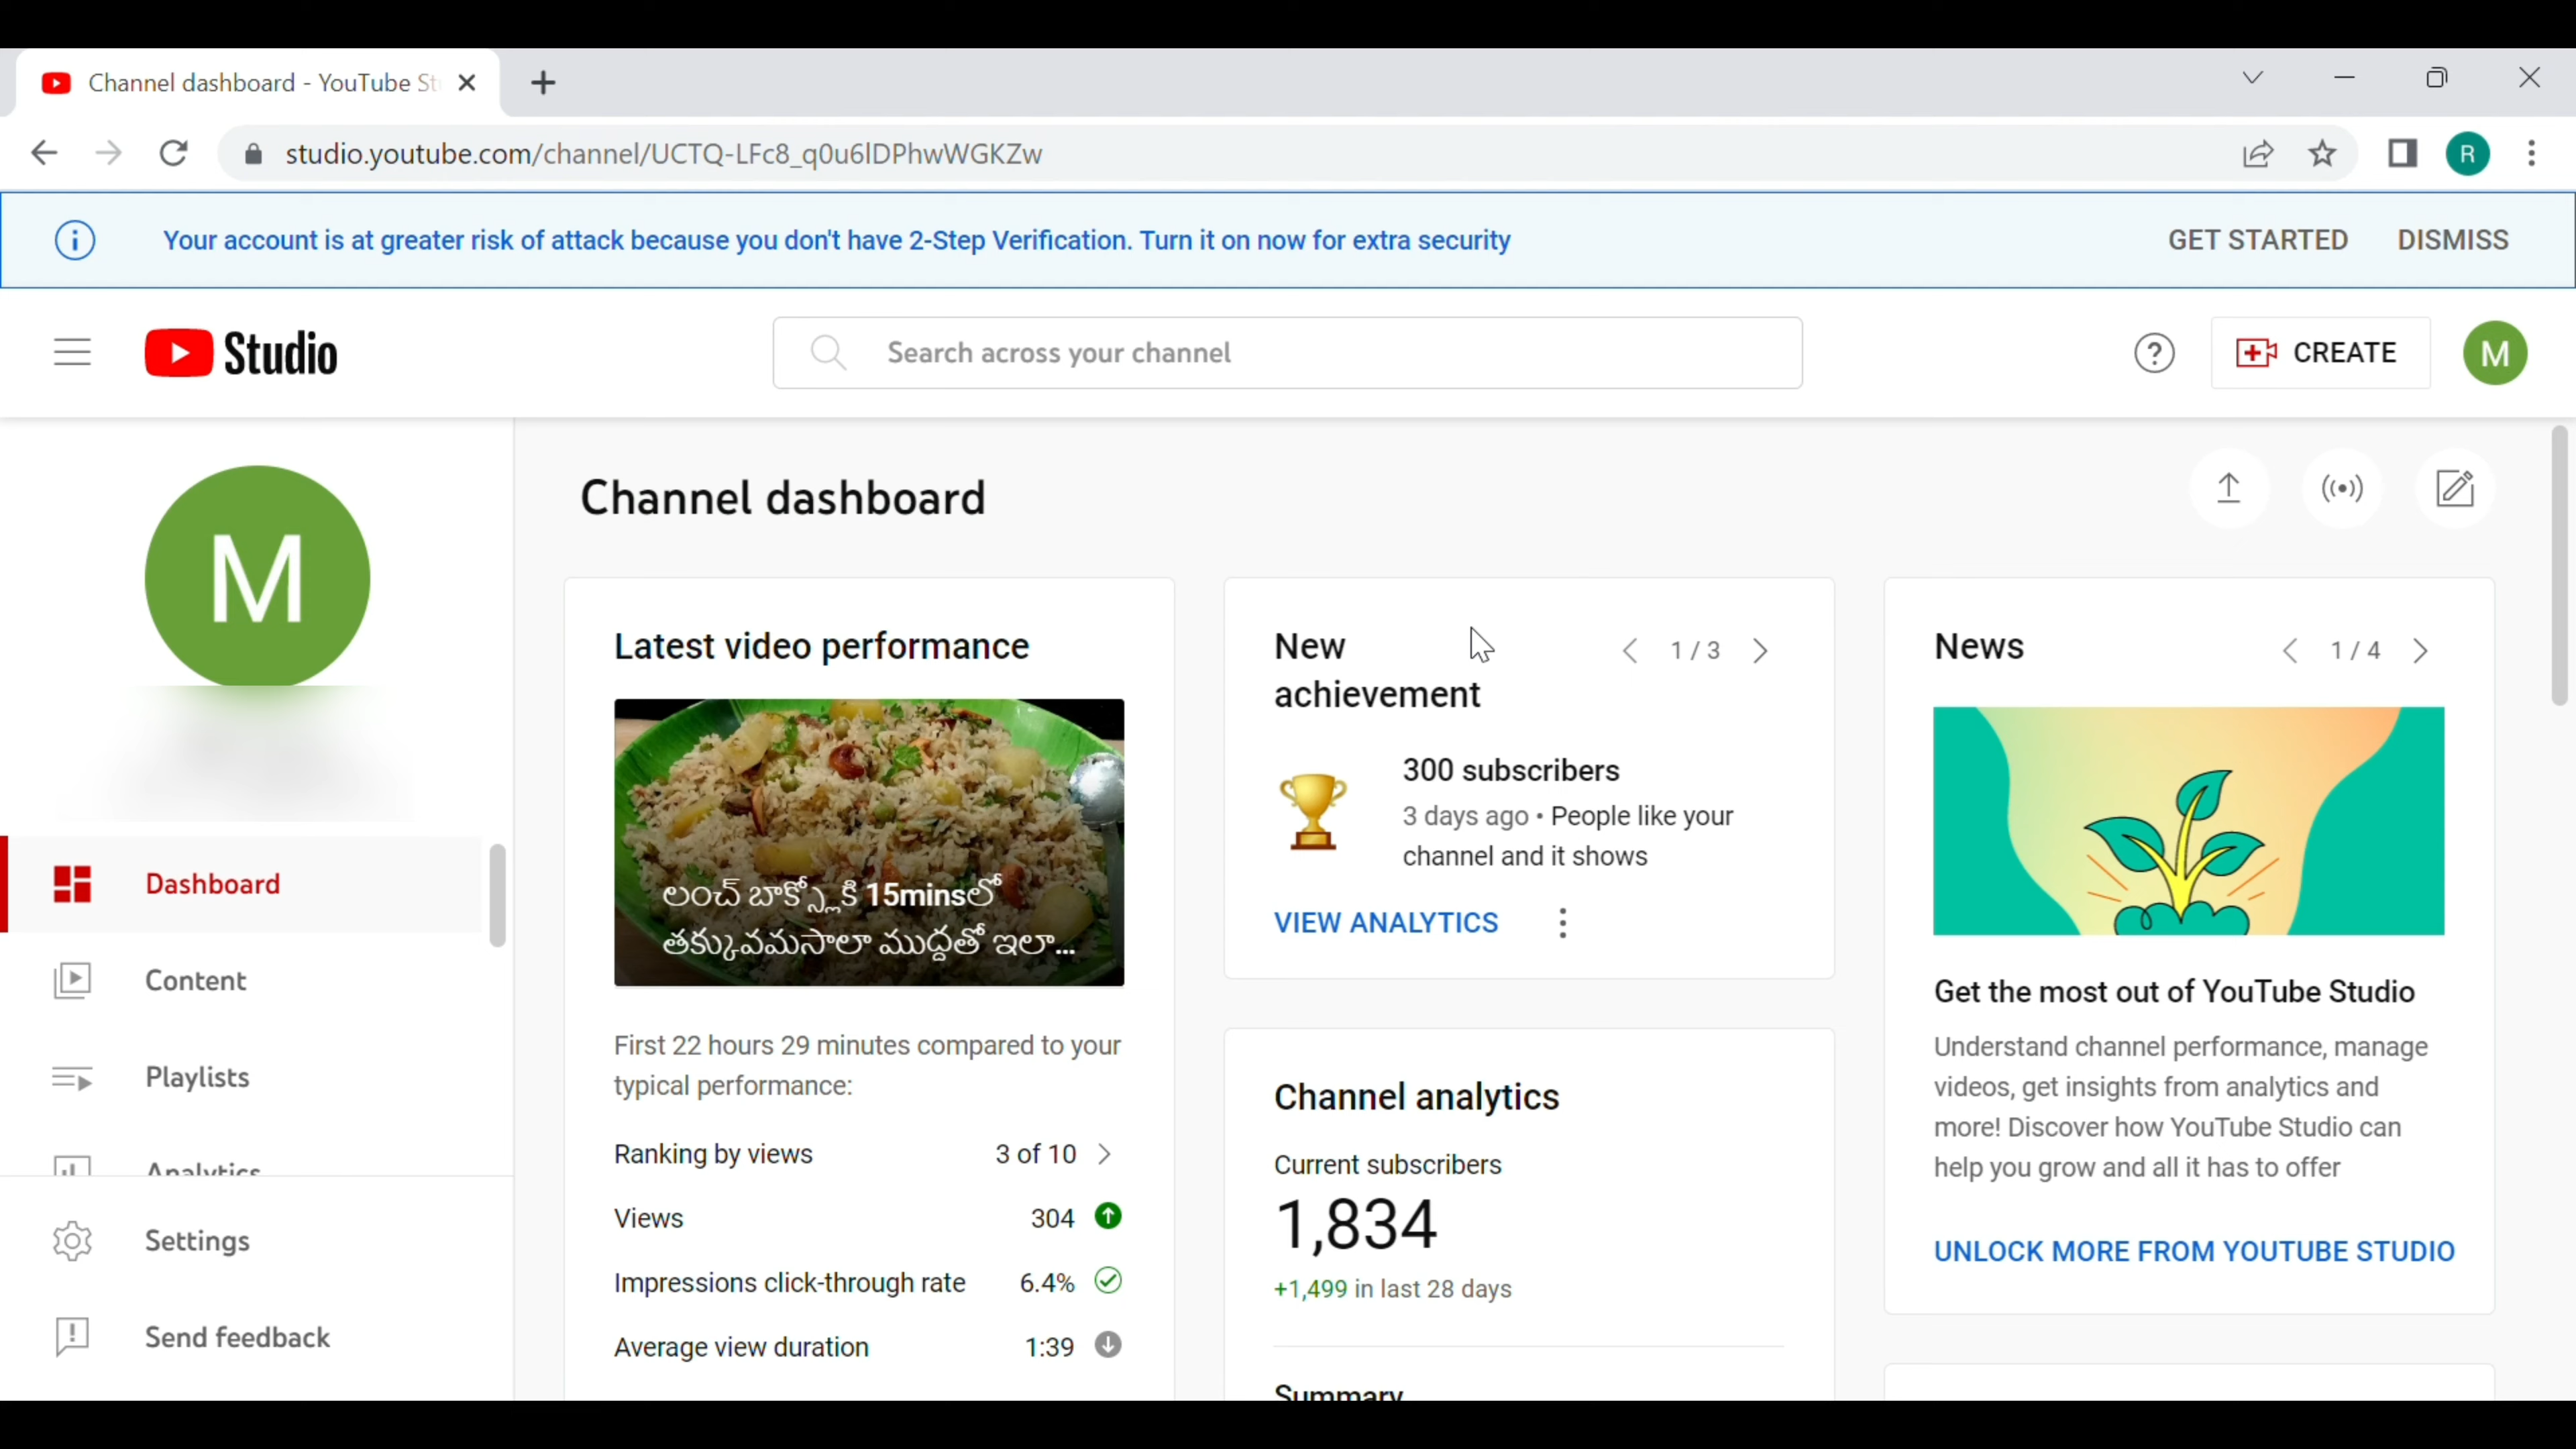 Channel dashboard - YouTube St
studio.youtube.com/channel/UCTQ-LFc8_q0u6lDPhwWGKZw
R
Your account is at greater risk of attack because you don't have 2-Step Verification. Turn it on now for extra security
GET STARTED
DISMISS
Studio
Search across your channel
CREATE
M
M
Dashboard
Content
Playlists
Analytics
Settings
Send feedback
Channel dashboard
Latest video performance
లంచ్ బాక్స్లోకి 15minsలో
తక్కువమసాలా ముద్దతో ఇలా...
First 22 hours 29 minutes compared to your
typical performance:
Ranking by views 3 of 10
Views 304
Impressions click-through rate 6.4%
Average view duration 1:39
New
achievement
1 / 3
300 subscribers
3 days ago • People like your
channel and it shows
VIEW ANALYTICS
Channel analytics
Current subscribers
1,834
+1,499 in last 28 days
Summary
News
1 / 4
Get the most out of YouTube Studio
Understand channel performance, manage
videos, get insights from analytics and
more! Discover how YouTube Studio can
help you grow and all it has to offer
UNLOCK MORE FROM YOUTUBE STUDIO